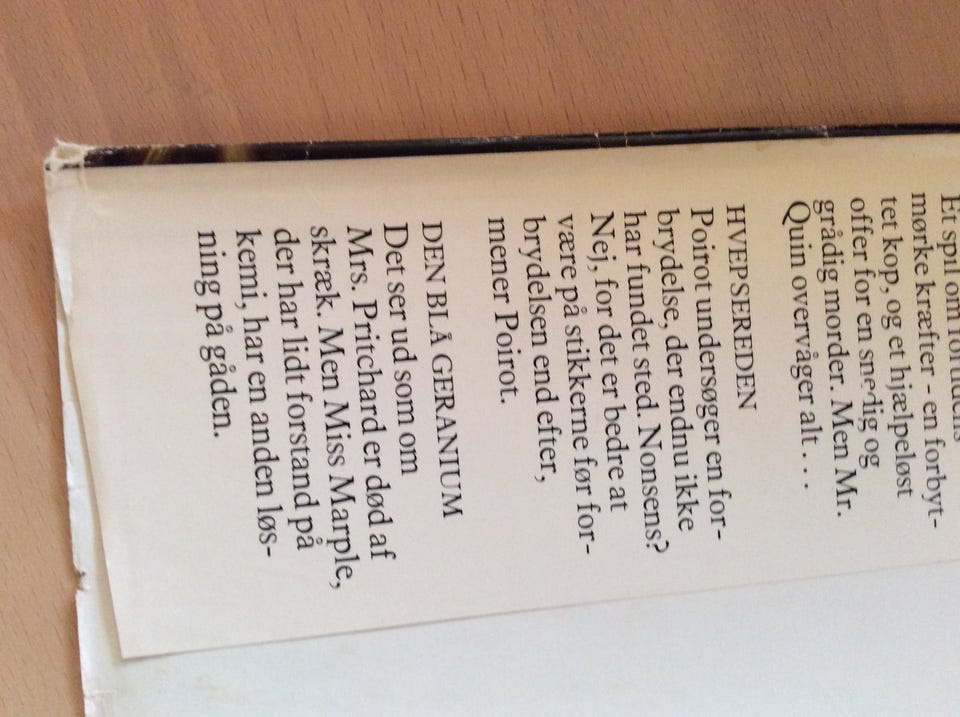 Et spil om fortidens
mørke kræfter - en forbyt-
tet kop, og et hjælpeløst
offer for en snedig og
grådig morder. Men Mr.
Quin overvåger alt . . .
HVEPSEREDEN
Poirot undersøger en for-
brydelse, der endnu ikke
har fundet sted. Nonsens?
Nej, for det er bedre at
være på stikkerne før for-
brydelsen end efter,
mener Poirot.
DEN BLÅ GERANIUM
Det ser ud som om
Mrs. Pritchard er død af
skræk. Men Miss Marple,
der har lidt forstand på
kemi, har en anden løs-
ning på gåden.